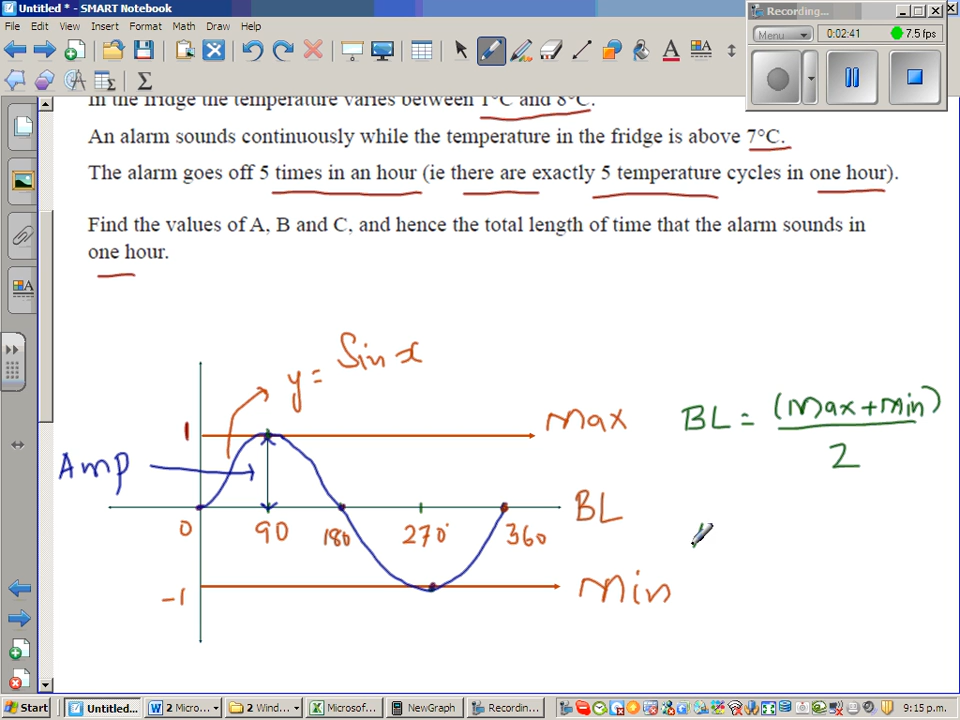 Untitled * - SMART Notebook
Recording...
File Edit View Insert Format Draw Help
Menu
0:02:41
7.5 fps
in the fridge the temperature varies between 1°C and 8°C.
An alarm sounds continuously while the temperature in the fridge is above 7°C.
The alarm goes off 5 times in an hour (ie there are exactly 5 temperature cycles in one hour).
Find the values of A, B and C, and hence the total length of time that the alarm sounds in
one hour.
y = Sin x
1
Max
BL = (Max+Min)
2
Amp
BL
0 90 180 270° 360
-1
Min
Start Untitled... 2 Micro... 2 Wind... Microsof... NewGraph Recordin... 9:15 p.m.